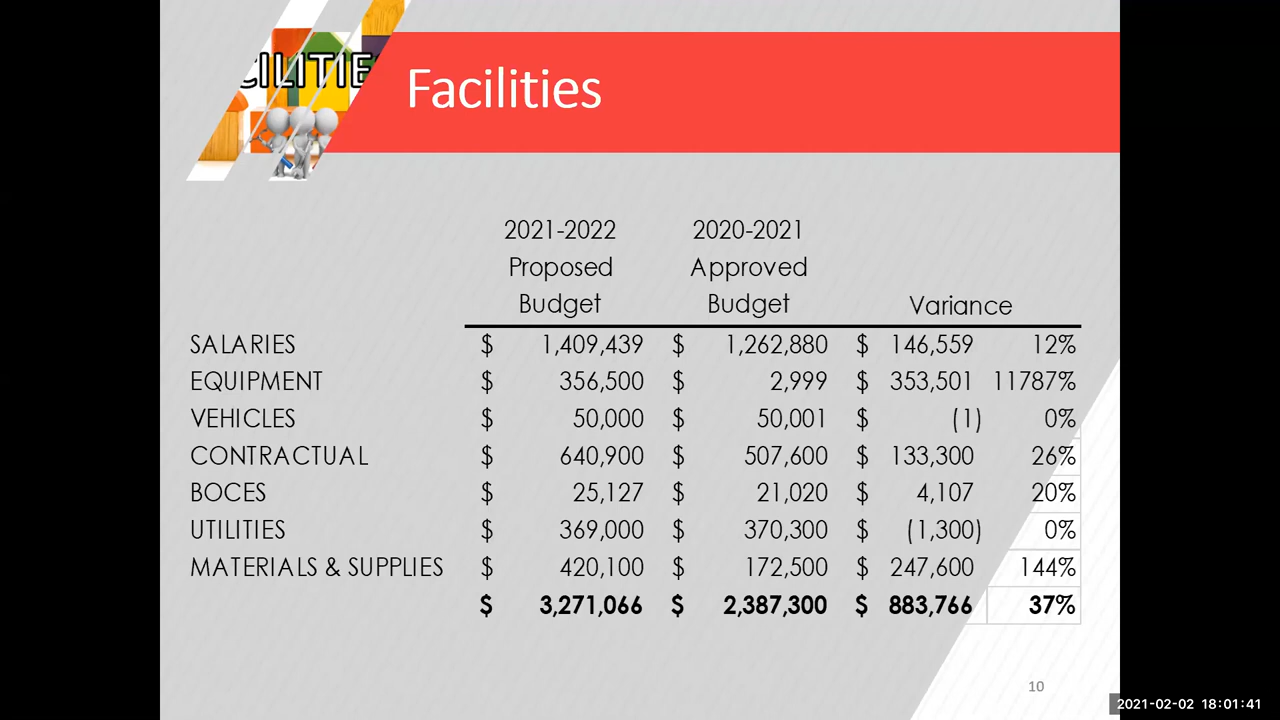 CILITIE
Facilities
2021-2022 2020-2021
Proposed Approved
Budget Budget Variance
SALARIES $ 1,409,439 $ 1,262,880 $ 146,559 12%
EQUIPMENT $ 356,500 $ 2,999 $ 353,501 11787%
VEHICLES $ 50,000 $ 50,001 $ (1) 0%
CONTRACTUAL $ 640,900 $ 507,600 $ 133,300 26%
BOCES $ 25,127 $ 21,020 $ 4,107 20%
UTILITIES $ 369,000 $ 370,300 $ (1,300) 0%
MATERIALS & SUPPLIES $ 420,100 $ 172,500 $ 247,600 144%
$ 3,271,066 $ 2,387,300 $ 883,766 37%
10
2021-02-02 18:01:41